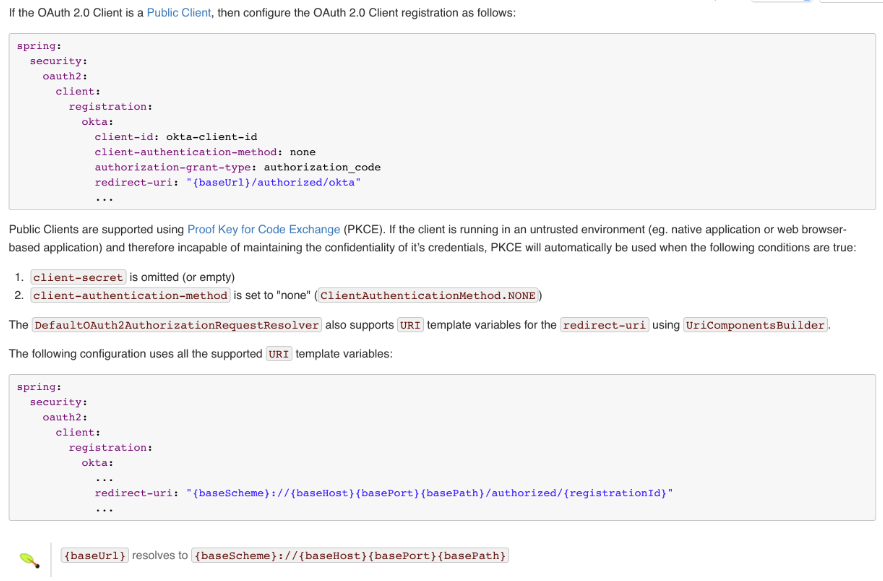 If the OAuth 2.0 Client is a Public Client, then configure the OAuth 2.0 Client registration as follows:
spring:
  security:
    oauth2:
      client:
        registration:
          okta:
            client-id: okta-client-id
            client-authentication-method: none
            authorization-grant-type: authorization_code
            redirect-uri: "{baseUrl}/authorized/okta"
            ...
Public Clients are supported using Proof Key for Code Exchange (PKCE). If the client is running in an untrusted environment (eg. native application or web browser-
based application) and therefore incapable of maintaining the confidentiality of it's credentials, PKCE will automatically be used when the following conditions are true:
1. client-secret is omitted (or empty)
2. client-authentication-method is set to "none" (ClientAuthenticationMethod.NONE)
The DefaultOAuth2AuthorizationRequestResolver also supports URI template variables for the redirect-uri using UriComponentsBuilder.
The following configuration uses all the supported URI template variables:
spring:
  security:
    oauth2:
      client:
        registration:
          okta:
            ...
            redirect-uri: "{baseScheme}://{baseHost}{basePort}{basePath}/authorized/{registrationId}"
            ...
{baseUrl} resolves to {baseScheme}://{baseHost}{basePort}{basePath}